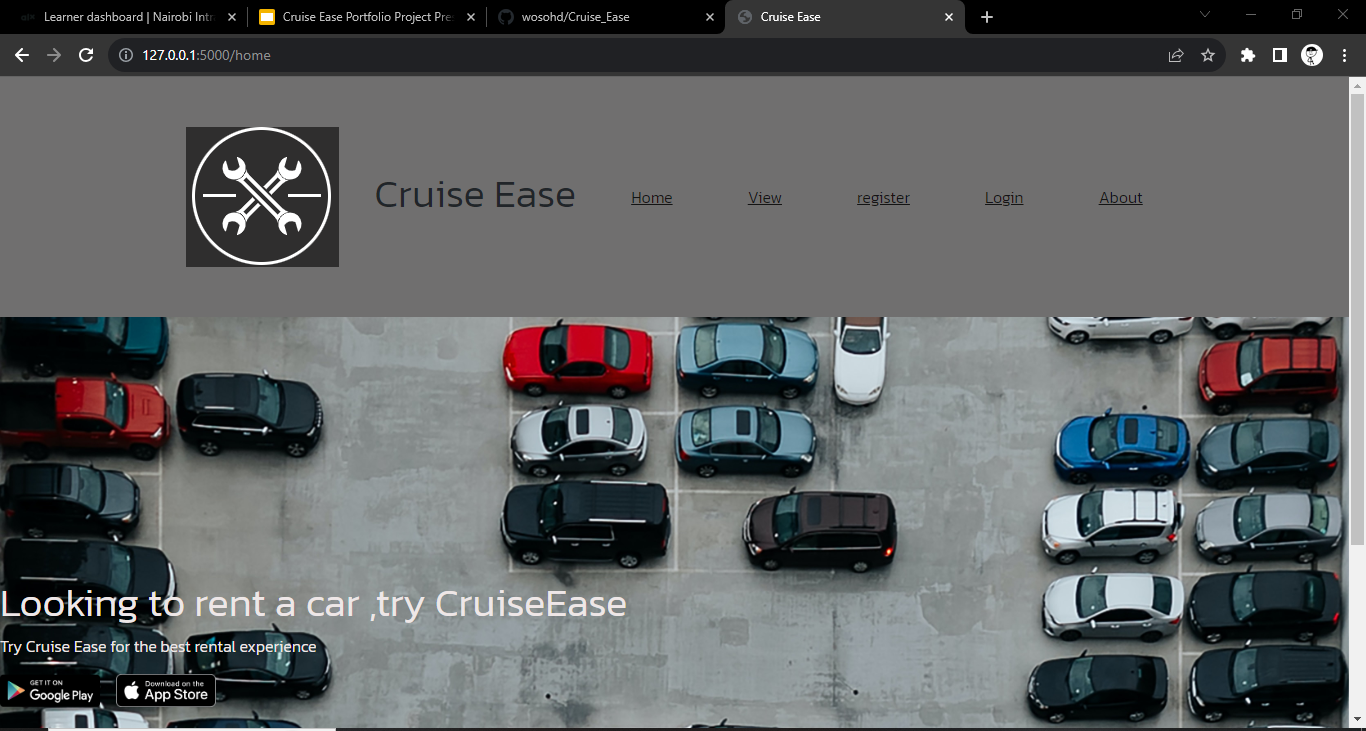 Learner dashboard | Nairobi Intr
Cruise Ease Portfolio Project Pre
wosohd/Cruise_Ease
Cruise Ease
127.0.0.1:5000/home
Cruise Ease
Home
View
register
Login
About
Looking to rent a car ,try CruiseEase
Try Cruise Ease for the best rental experience
GET IT ON
Google Play
Download on the
App Store